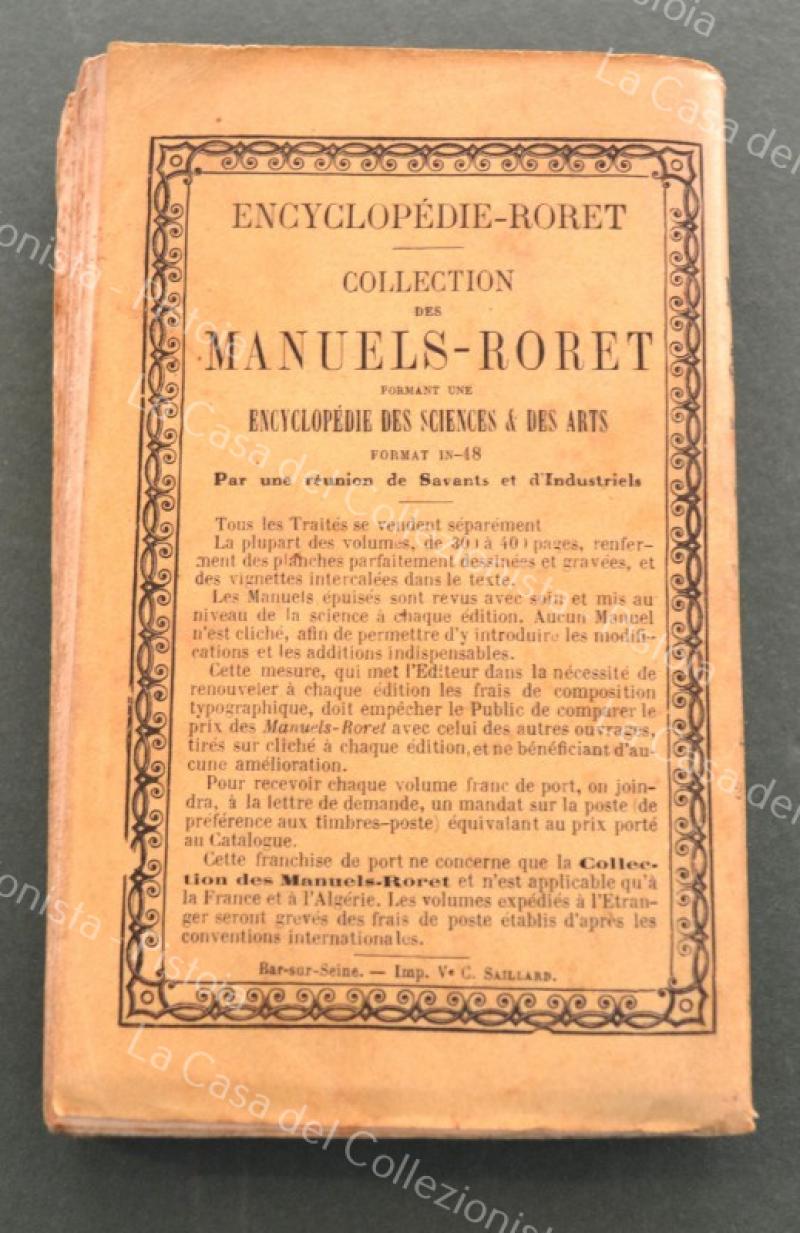 ENCYCLOPÉDIE-RORET
COLLECTION
DES
MANUELS-RORET
FORMANT UNE
ENCYCLOPÉDIE DES SCIENCES & DES ARTS
FORMAT IN-18
Par une réunion de Savants et d'Industriels
Tous les Traités se vendent séparément
La plupart des volumes, de 300 à 400 pages, renfer-
ment des planches parfaitement dessinées et gravées, et
des vignettes intercalées dans le texte.
Les Manuels épuisés sont revus avec soin et mis au
niveau de la science à chaque édition. Aucun Manuel
n'est cliché, afin de permettre d'y introduire les modifi-
cations et les additions indispensables.
Cette mesure, qui met l'Editeur dans la nécessité de
renouveler à chaque édition les frais de composition
typographique, doit empêcher le Public de comparer le
prix des Manuels-Roret avec celui des autres ouvrages,
tirés sur cliché à chaque édition, et ne bénéficiant d'au-
cune amélioration.
Pour recevoir chaque volume franc de port, on join-
dra, à la lettre de demande, un mandat sur la poste (de
préférence aux timbres-poste) équivalant au prix porté
au Catalogue.
Cette franchise de port ne concerne que la Collec-
tion des Manuels-Roret et n'est applicable qu'à
la France et à l'Algérie. Les volumes expédiés à l'Etran-
ger seront grevés des frais de poste établis d'après les
conventions internationales.
Bar-sur-Seine. — Imp. Ve C. SAILLARD.
La Casa del Collezionista - Pistoia